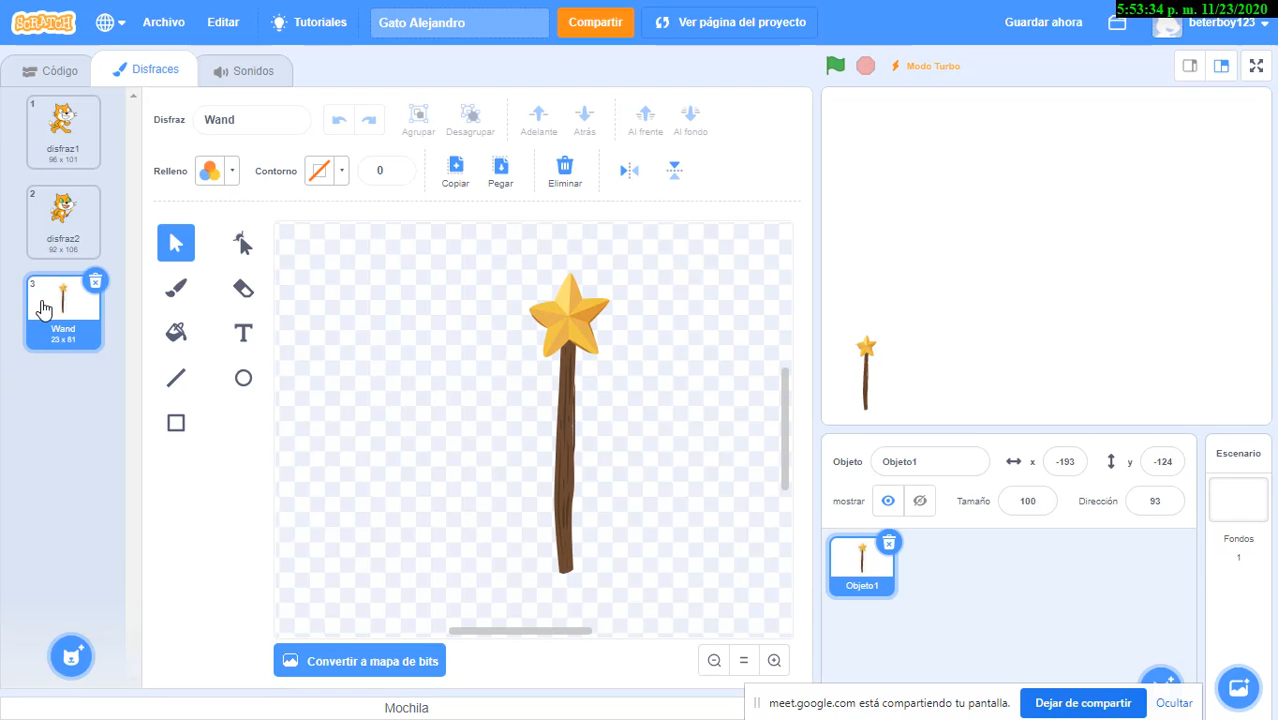 5:53:34 p. m. 11/23/2020
SCRATCH
Archivo
Editar
Tutoriales
Gato Alejandro
Compartir
Ver página del proyecto
Guardar ahora
beterboy123
Código
Disfraces
Sonidos
Modo Turbo
1
disfraz1
96 x 101
2
disfraz2
92 x 106
3
Wand
23 x 81
Disfraz
Wand
Agrupar
Desagrupar
Adelante
Atrás
Al frente
Al fondo
Relleno
Contorno
0
Copiar
Pegar
Eliminar
Convertir a mapa de bits
Objeto
Objeto1
x
-193
y
-124
mostrar
Tamaño
100
Dirección
93
Objeto1
Escenario
Fondos
1
Mochila
meet.google.com está compartiendo tu pantalla.
Dejar de compartir
Ocultar